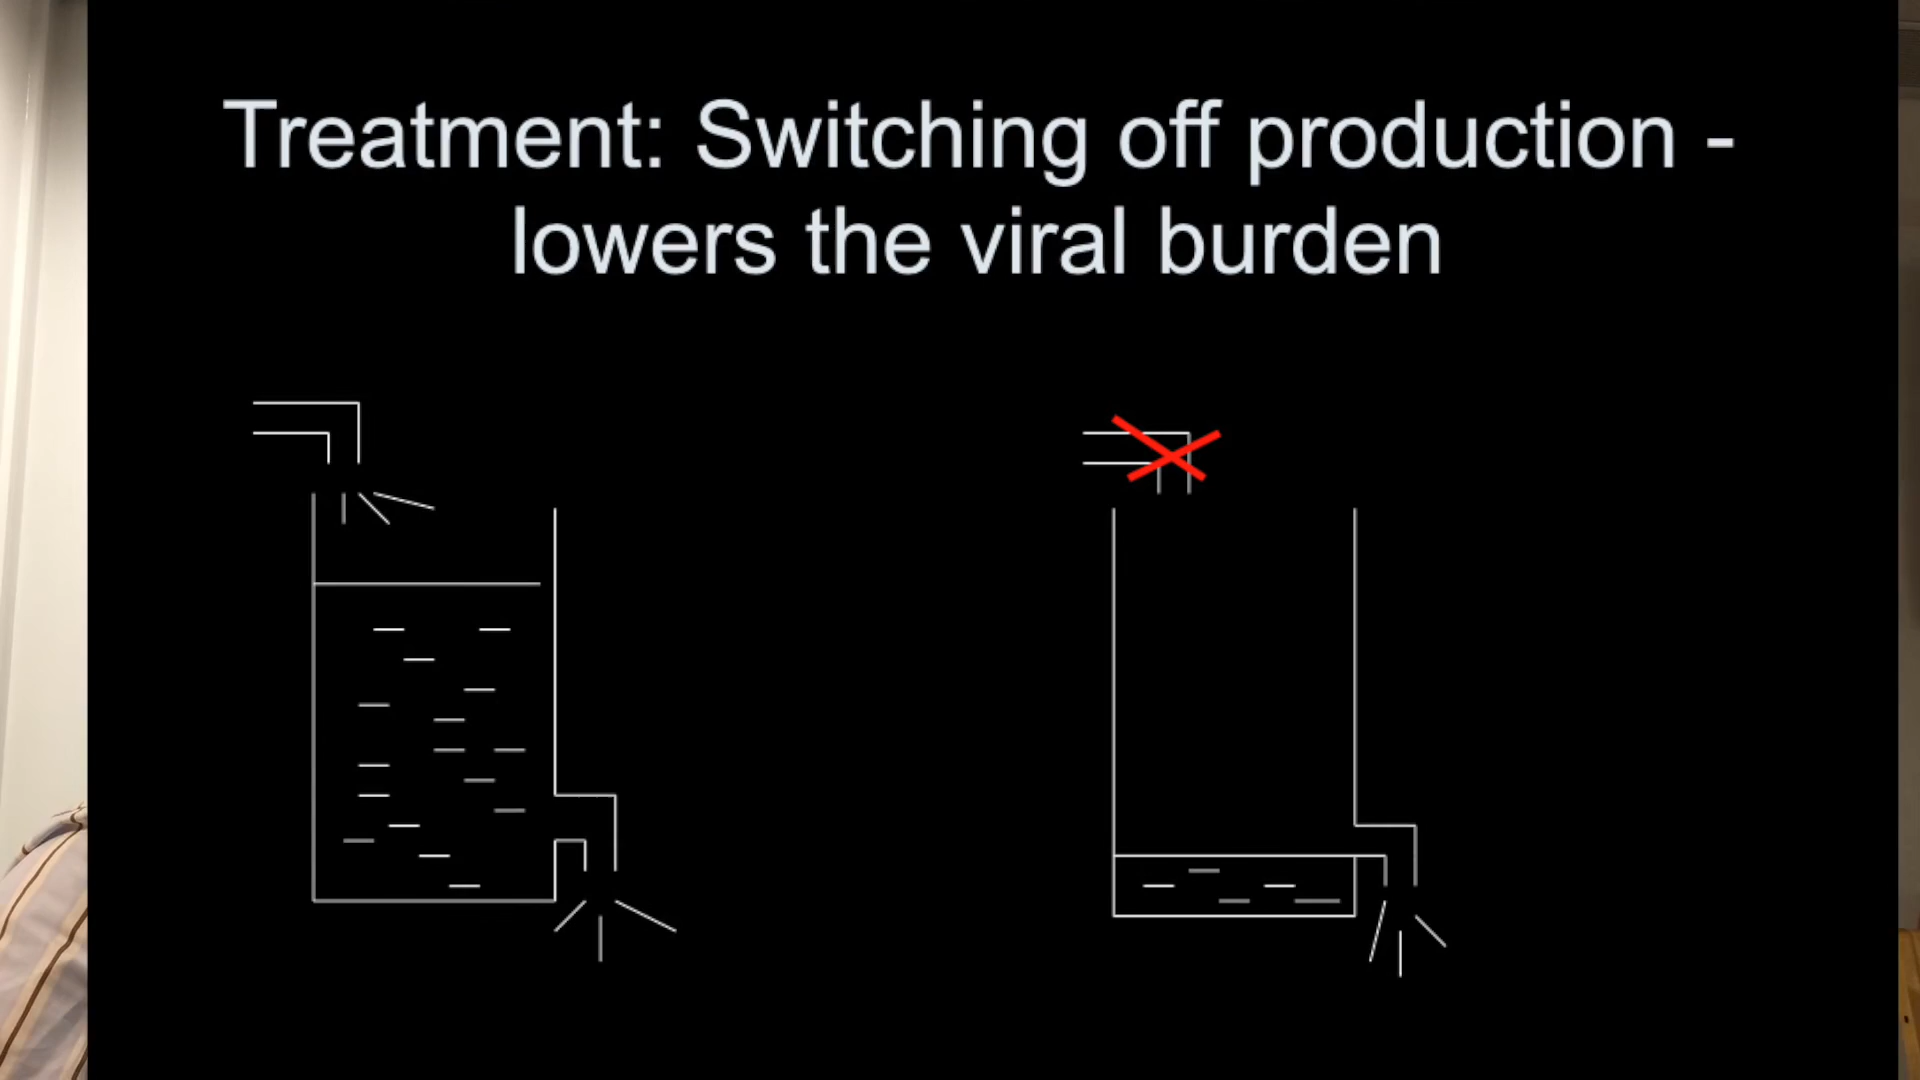 Treatment: Switching off production -
lowers the viral burden